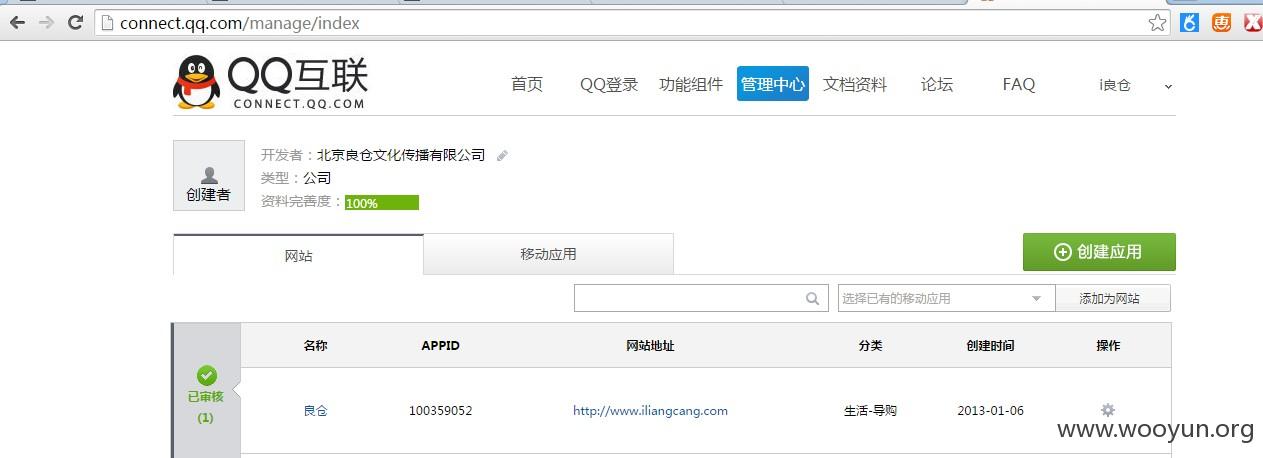 connect.qq.com/manage/index
QQ互联
CONNECT.QQ.COM
首页 QQ登录 功能组件 管理中心 文档资料 论坛 FAQ i良仓
开发者：北京良仓文化传播有限公司
类型：公司
资料完善度：100%
创建者
网站 移动应用 创建应用
选择已有的移动应用 添加为网站
名称 APPID 网站地址 分类 创建时间 操作
已审核
(1)
良仓 100359052 http://www.iliangcang.com 生活-导购 2013-01-06
www.wooyun.org